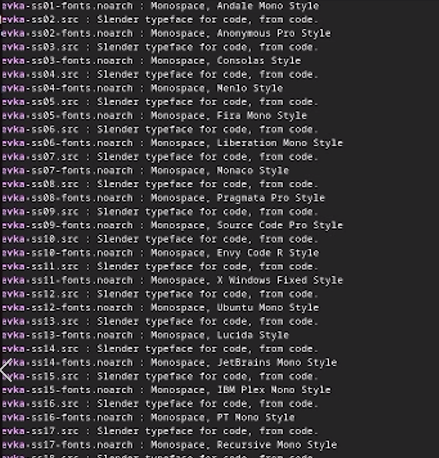 evka-ss01-fonts.noarch : Monospace, Andale Mono Style
evka-ss02.src : Slender typeface for code, from code.
evka-ss02-fonts.noarch : Monospace, Anonymous Pro Style
evka-ss03.src : Slender typeface for code, from code.
evka-ss03-fonts.noarch : Monospace, Consolas Style
evka-ss04.src : Slender typeface for code, from code.
evka-ss04-fonts.noarch : Monospace, Menlo Style
evka-ss05.src : Slender typeface for code, from code.
evka-ss05-fonts.noarch : Monospace, Fira Mono Style
evka-ss06.src : Slender typeface for code, from code.
evka-ss06-fonts.noarch : Monospace, Liberation Mono Style
evka-ss07.src : Slender typeface for code, from code.
evka-ss07-fonts.noarch : Monospace, Monaco Style
evka-ss08.src : Slender typeface for code, from code.
evka-ss08-fonts.noarch : Monospace, Pragmata Pro Style
evka-ss09.src : Slender typeface for code, from code.
evka-ss09-fonts.noarch : Monospace, Source Code Pro Style
evka-ss10.src : Slender typeface for code, from code.
evka-ss10-fonts.noarch : Monospace, Envy Code R Style
evka-ss11.src : Slender typeface for code, from code.
evka-ss11-fonts.noarch : Monospace, X Windows Fixed Style
evka-ss12.src : Slender typeface for code, from code.
evka-ss12-fonts.noarch : Monospace, Ubuntu Mono Style
evka-ss13.src : Slender typeface for code, from code.
evka-ss13-fonts.noarch : Monospace, Lucida Style
evka-ss14.src : Slender typeface for code, from code.
evka-ss14-fonts.noarch : Monospace, JetBrains Mono Style
evka-ss15.src : Slender typeface for code, from code.
evka-ss15-fonts.noarch : Monospace, IBM Plex Mono Style
evka-ss16.src : Slender typeface for code, from code.
evka-ss16-fonts.noarch : Monospace, PT Mono Style
evka-ss17.src : Slender typeface for code, from code.
evka-ss17-fonts.noarch : Monospace, Recursive Mono Style